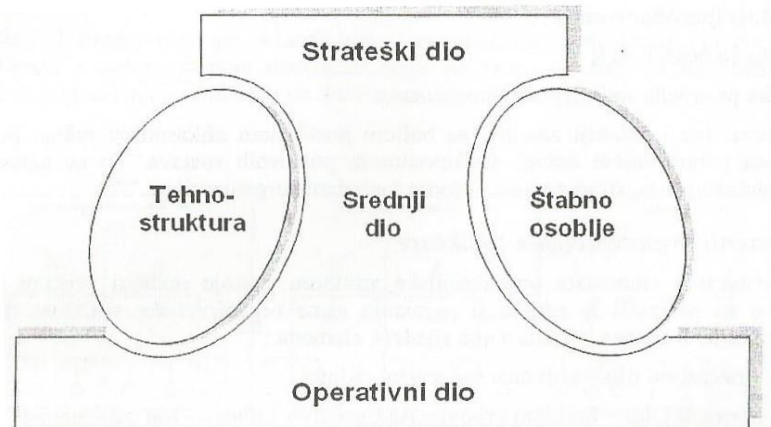 Strateški dio
Tehno-
struktura
Srednji
dio
Štabno
osoblje
Operativni dio